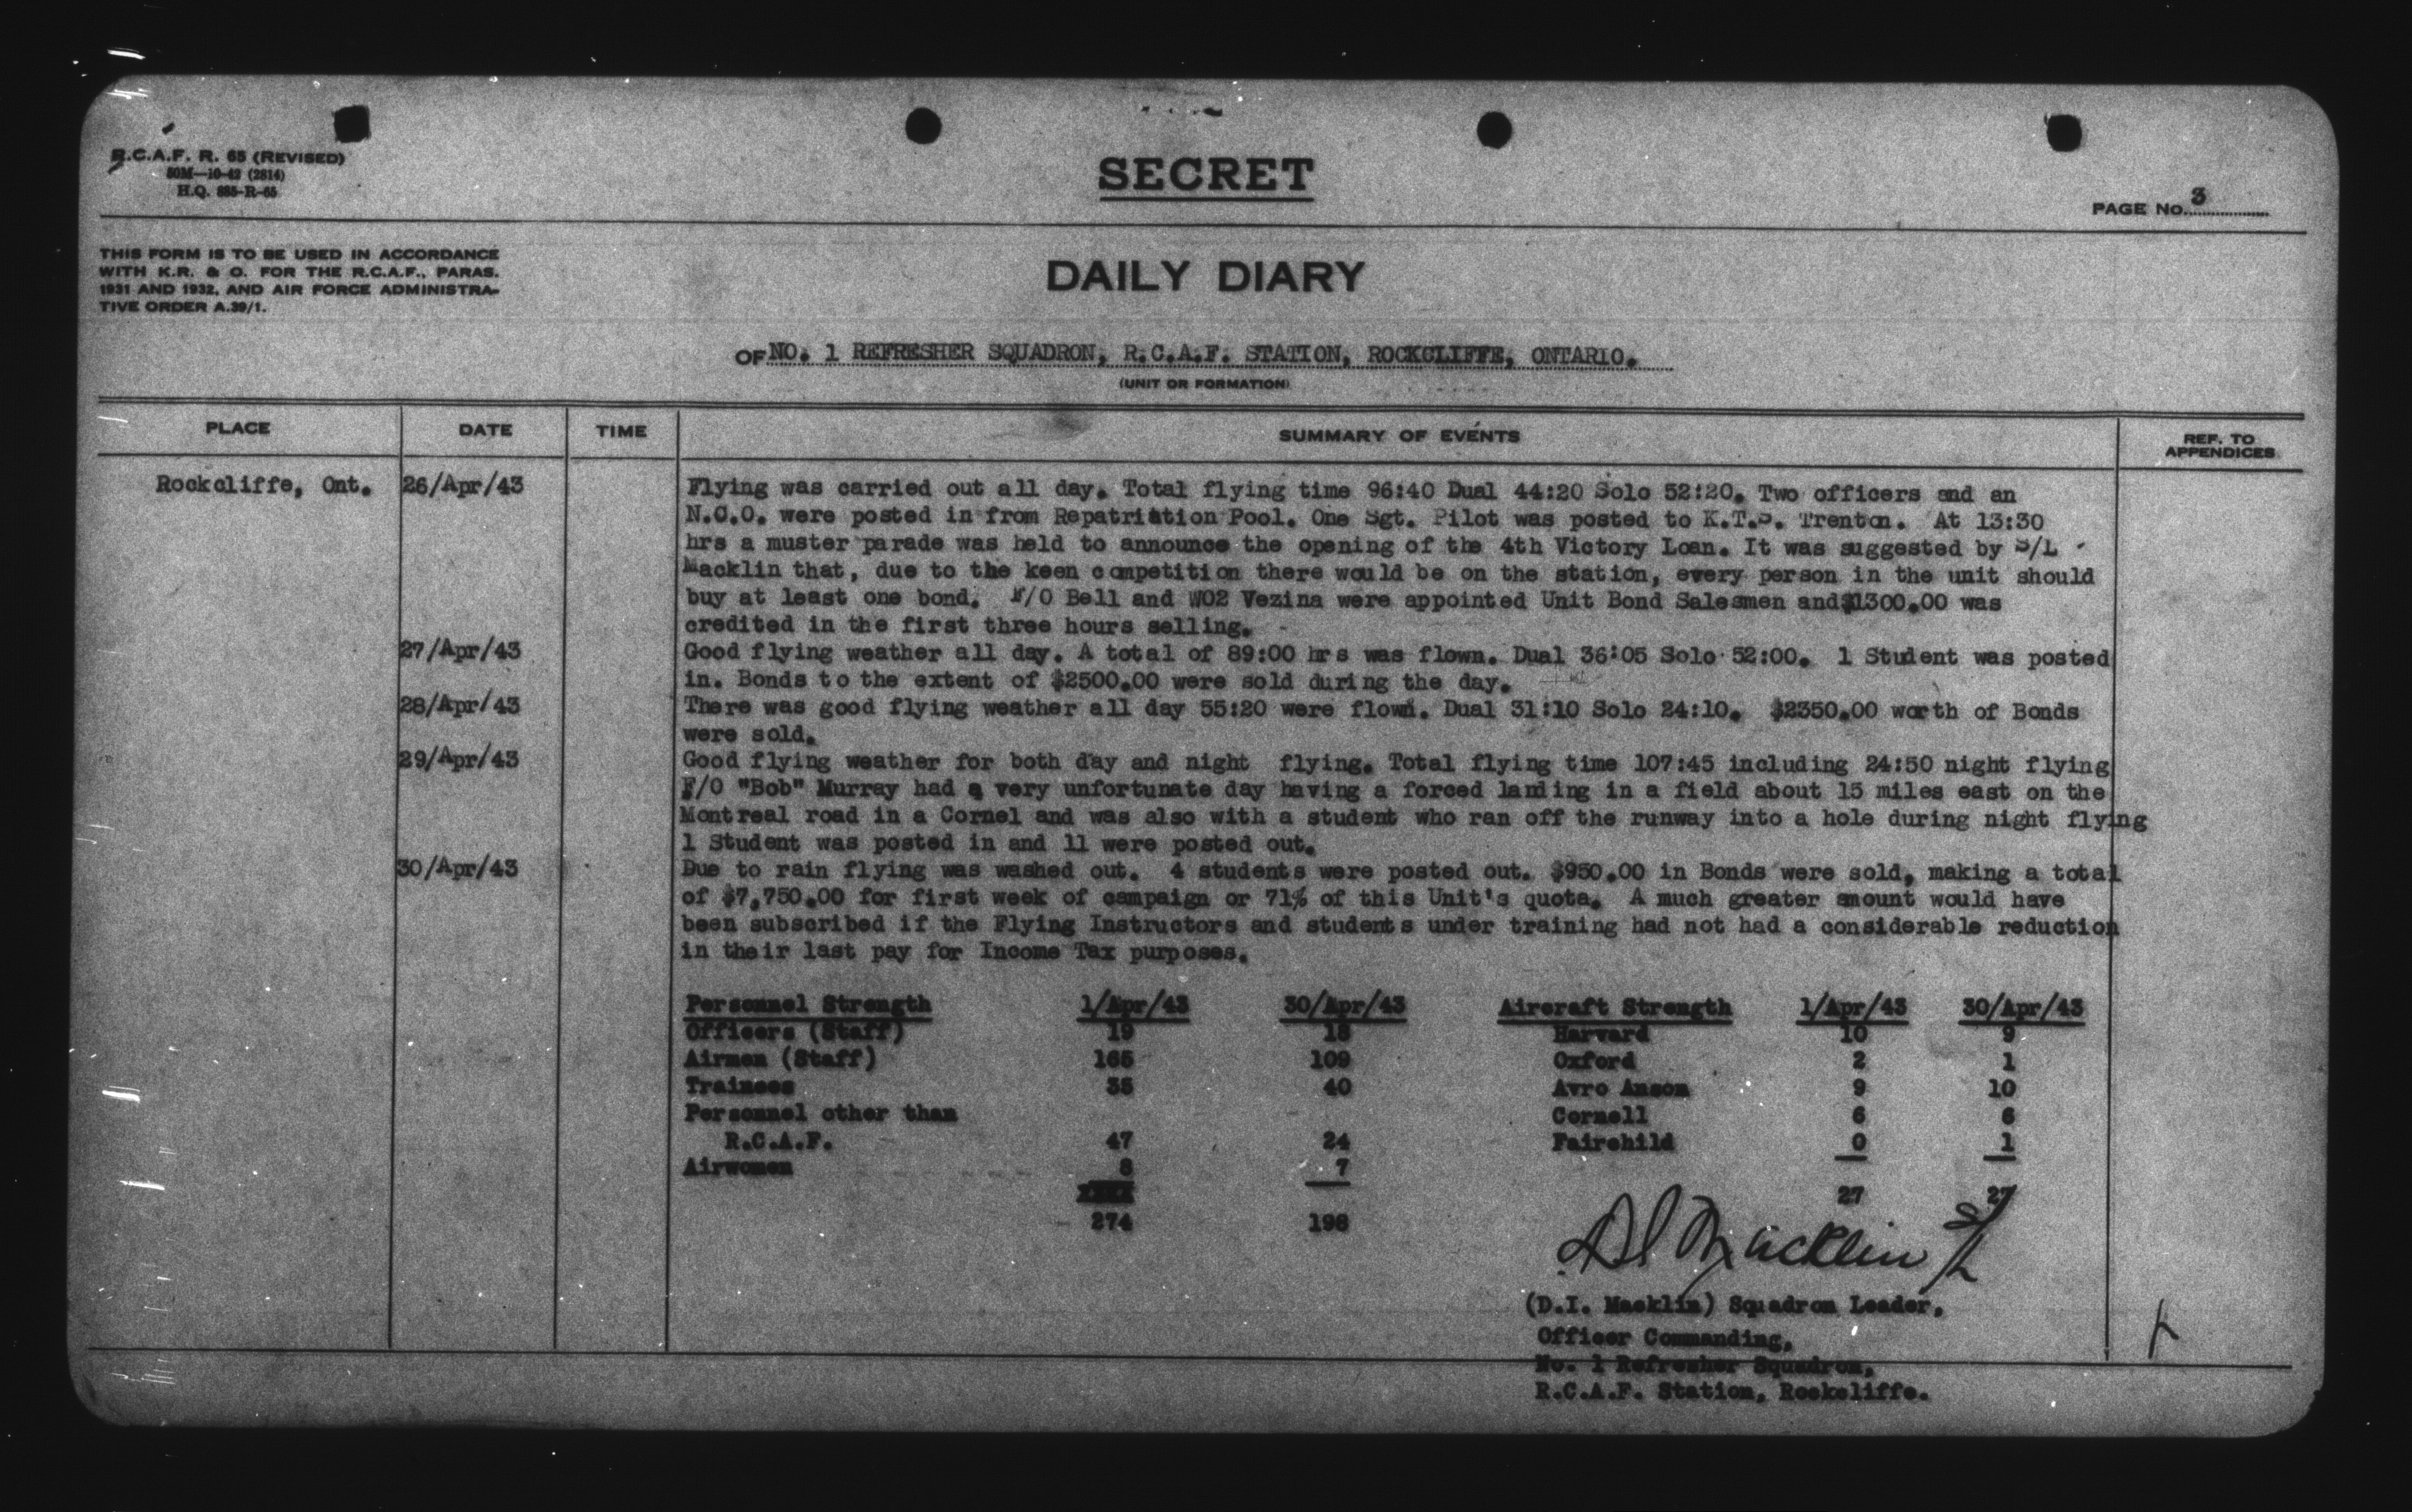 R.C.A.F. R. 65 (REVISED)
50M—10-42 (2814)
H.Q. 885-R-65
SECRET
PAGE No. 3
THIS FORM IS TO BE USED IN ACCORDANCE
WITH K.R. & O. FOR THE R.C.A.F., PARAS.
1931 AND 1932, AND AIR FORCE ADMINISTRA-
TIVE ORDER A.39/1.
DAILY DIARY
OF NO. 1 REFRESHER SQUADRON, R.C.A.F. STATION, ROCKCLIFFE, ONTARIO.
(UNIT OR FORMATION)
PLACE DATE TIME SUMMARY OF EVENTS REF. TO APPENDICES
Rockcliffe, Ont. 26/Apr/43 Flying was carried out all day. Total flying time 96:40 Dual 44:20 Solo 52:20. Two officers and an
N.C.O. were posted in from Repatriation Pool. One Sgt. Pilot was posted to K.T.S. Trenton. At 13:30
hrs a muster parade was held to announce the opening of the 4th Victory Loan. It was suggested by S/L
Macklin that, due to the keen competition there would be on the station, every person in the unit should
buy at least one bond. F/O Bell and WO2 Vezina were appointed Unit Bond Salesmen and $1300.00 was
credited in the first three hours selling.
27/Apr/43 Good flying weather all day. A total of 89:00 hrs was flown. Dual 36:05 Solo 52:00. 1 Student was posted
in. Bonds to the extent of $2500.00 were sold during the day.
28/Apr/43 There was good flying weather all day 55:20 were flown. Dual 31:10 Solo 24:10. $2350.00 worth of Bonds
were sold.
29/Apr/43 Good flying weather for both day and night flying. Total flying time 107:45 including 24:50 night flying
F/O "Bob" Murray had a very unfortunate day having a forced landing in a field about 15 miles east on the
Montreal road in a Cornel and was also with a student who ran off the runway into a hole during night flying
1 Student was posted in and 11 were posted out.
30/Apr/43 Due to rain flying was washed out. 4 students were posted out. $950.00 in Bonds were sold, making a total
of $7,750.00 for first week of campaign or 71% of this Unit's quota. A much greater amount would have
been subscribed if the Flying Instructors and students under training had not had a considerable reduction
in their last pay for Income Tax purposes.
Personnel Strength 1/Apr/43 30/Apr/43 Aircraft Strength 1/Apr/43 30/Apr/43
Officers (Staff) 19 18 Harvard 10 9
Airmen (Staff) 165 109 Oxford 2 1
Trainees 35 40 Avro Anson 9 10
Personnel other than Cornell 6 6
R.C.A.F. 47 24 Fairchild 0 1
Airwomen 8 7
27 27
274 198
D I Macklin S/L
(D.I. Macklin) Squadron Leader,
Officer Commanding,
No. 1 Refresher Squadron,
R.C.A.F. Station, Rockcliffe.